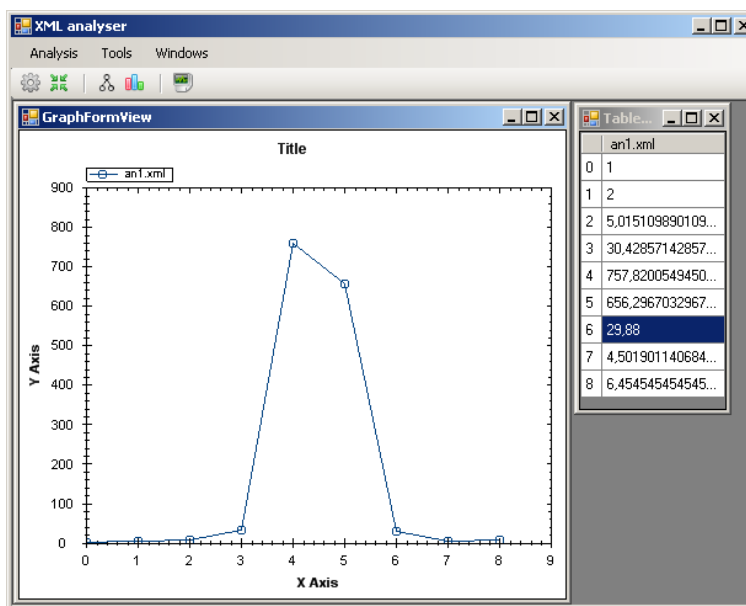 XML analyser
Analysis Tools Windows
GraphFormView
Title
an1.xml
900
800
700
600
500
400
300
200
100
0
Y Axis
0 1 2 3 4 5 6 7 8 9
X Axis
Table...
an1.xml
0 1
1 2
2 5,015109890109...
3 30,42857142857...
4 757,8200549450...
5 656,2967032967...
6 29,88
7 4,501901140684...
8 6,454545454545...